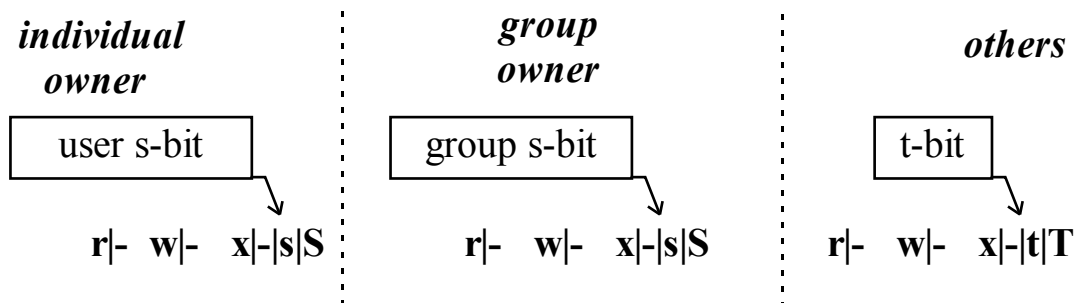 individual
owner
group
owner
others
user s-bit
group s-bit
t-bit
r|- w|- x|-|s|S
r|- w|- x|-|s|S
r|- w|- x|-|t|T